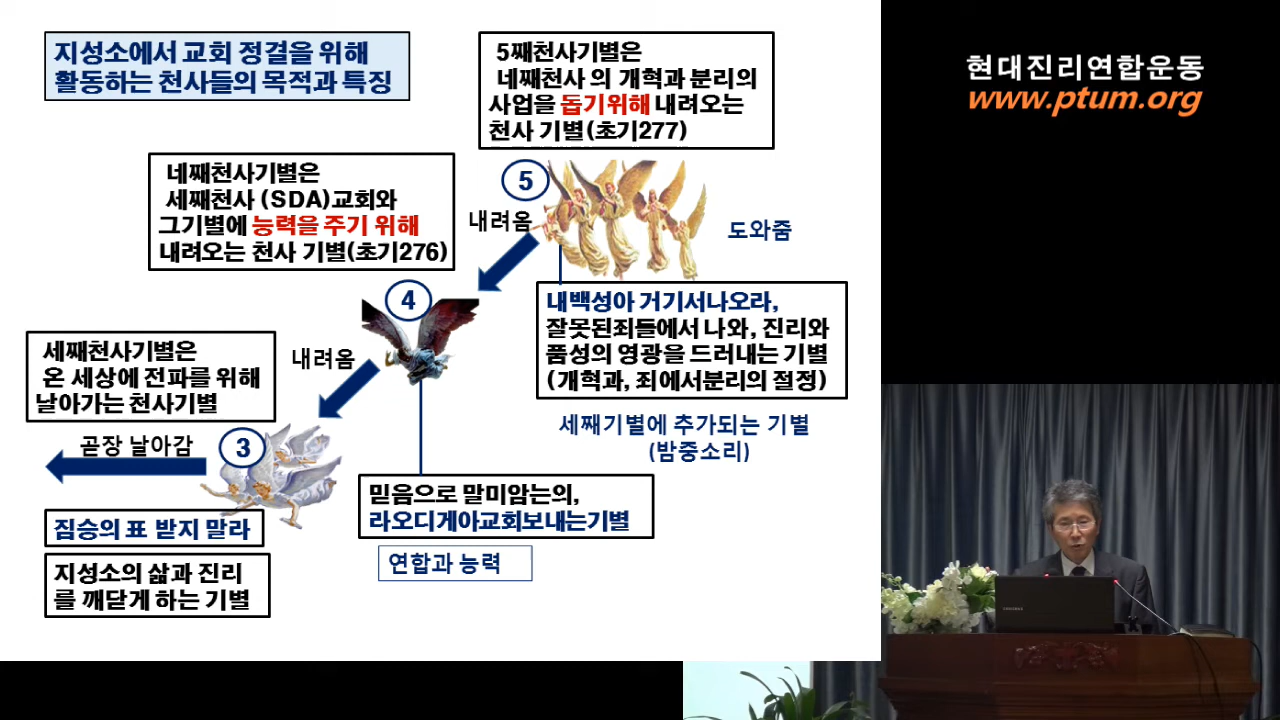 지성소에서 교회 정결을 위해
활동하는 천사들의 목적과 특징
5째천사기별은
네째천사 의 개혁과 분리의
사업을 돕기위해 내려오는
천사 기별(초기277)
현대진리연합운동
www.ptum.org
네째천사기별은
세째천사 (SDA)교회와
그기별에 능력을 주기 위해
내려오는 천사 기별(초기276)
5
내려옴
도와줌
4
내백성아 거기서나오라,
잘못된죄들에서 나와, 진리와
품성의 영광을 드러내는 기별
(개혁과, 죄에서분리의 절정)
세째기별에 추가되는 기별
(밤중소리)
세째천사기별은
온 세상에 전파를 위해
날아가는 천사기별
내려옴
곧장 날아감
3
믿음으로 말미암는의,
라오디게아교회보내는기별
연합과 능력
짐승의 표 받지 말라
지성소의 삶과 진리
를 깨닫게 하는 기별